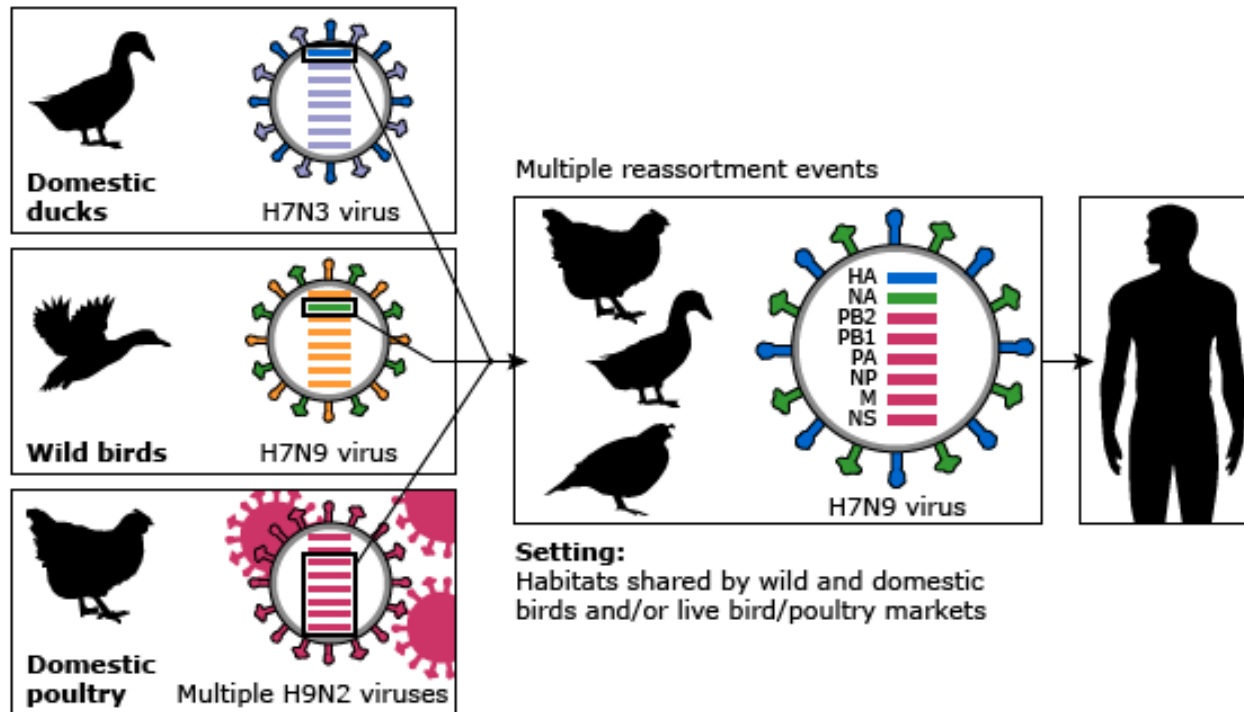 Domestic
ducks
H7N3 virus
Wild birds
H7N9 virus
Domestic
poultry
Multiple H9N2 viruses
Multiple reassortment events
HA
NA
PB2
PB1
PA
NP
M
NS
H7N9 virus
Setting:
Habitats shared by wild and domestic
birds and/or live bird/poultry markets